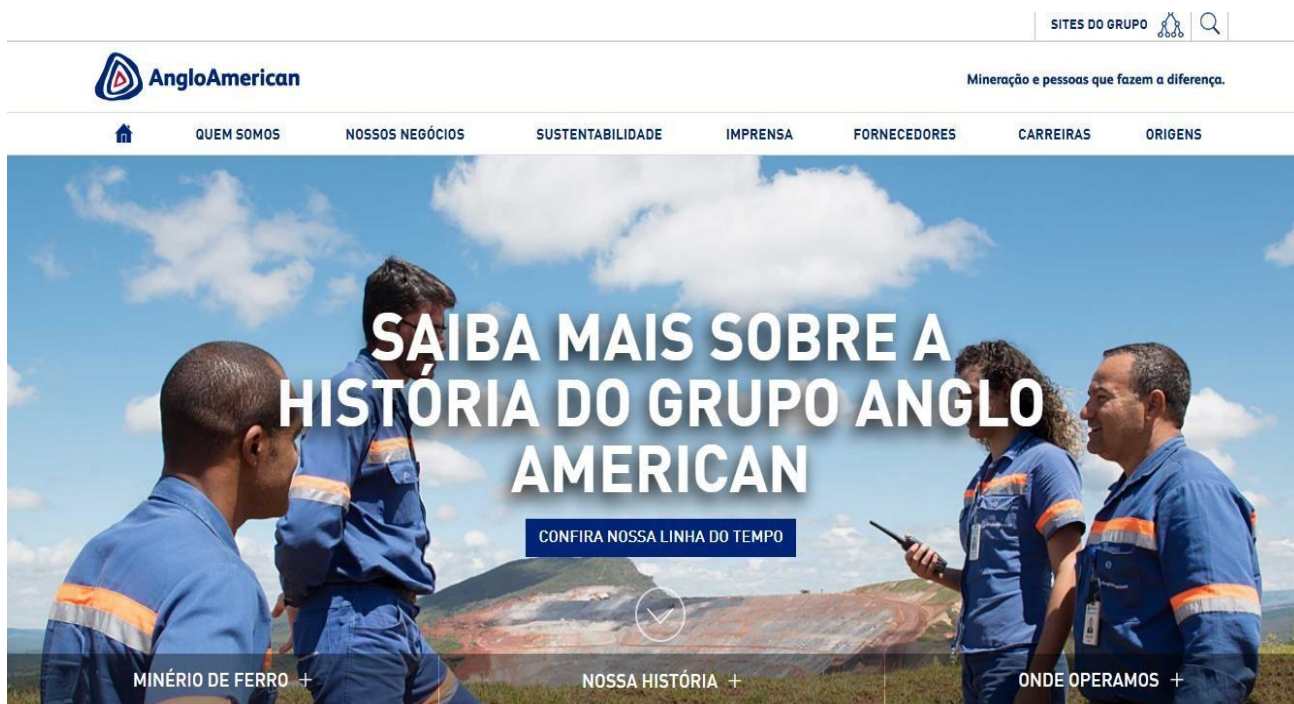 SITES DO GRUPO
AngloAmerican
Mineração e pessoas que fazem a diferença.
QUEM SOMOS NOSSOS NEGÓCIOS SUSTENTABILIDADE IMPRENSA FORNECEDORES CARREIRAS ORIGENS
SAIBA MAIS SOBRE A
HISTÓRIA DO GRUPO ANGLO
AMERICAN
CONFIRA NOSSA LINHA DO TEMPO
MINÉRIO DE FERRO + NOSSA HISTÓRIA + ONDE OPERAMOS +